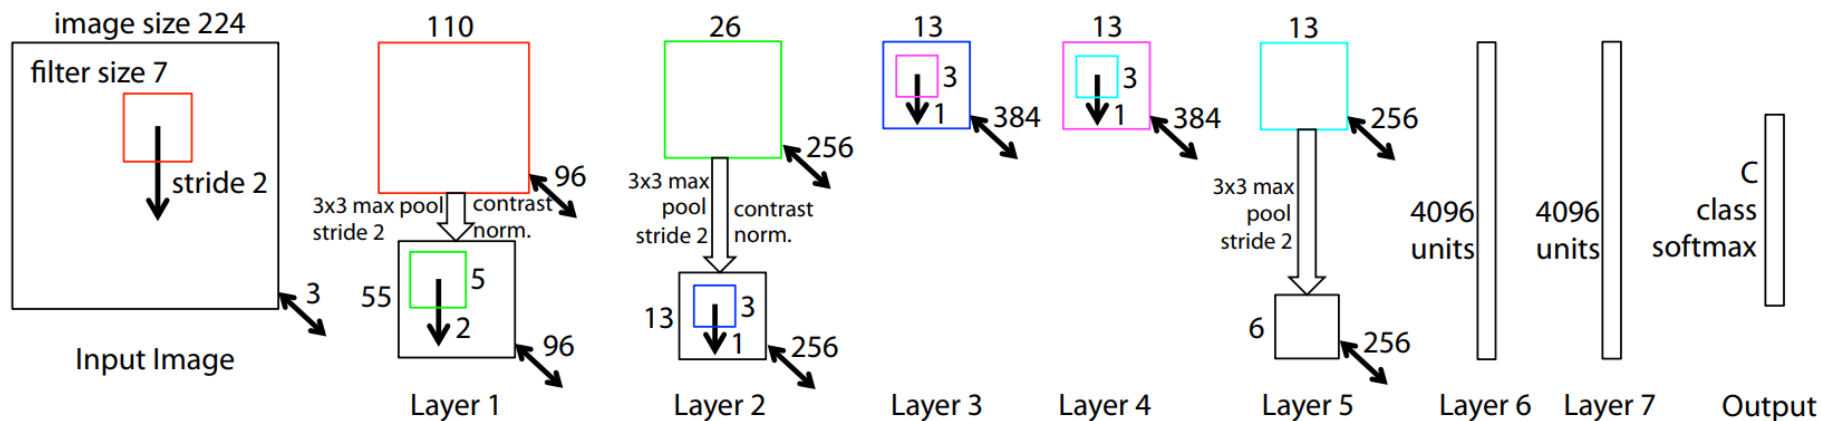 image size 224
filter size 7
stride 2
3
Input Image
110
96
3x3 max pool
stride 2
contrast
norm.
55
5
2
96
Layer 1
26
256
3x3 max
pool
stride 2
contrast
norm.
13
3
1
256
Layer 2
13
3
1
384
Layer 3
13
3
1
384
Layer 4
13
256
3x3 max
pool
stride 2
6
256
Layer 5
4096
units
Layer 6
4096
units
Layer 7
C
class
softmax
Output